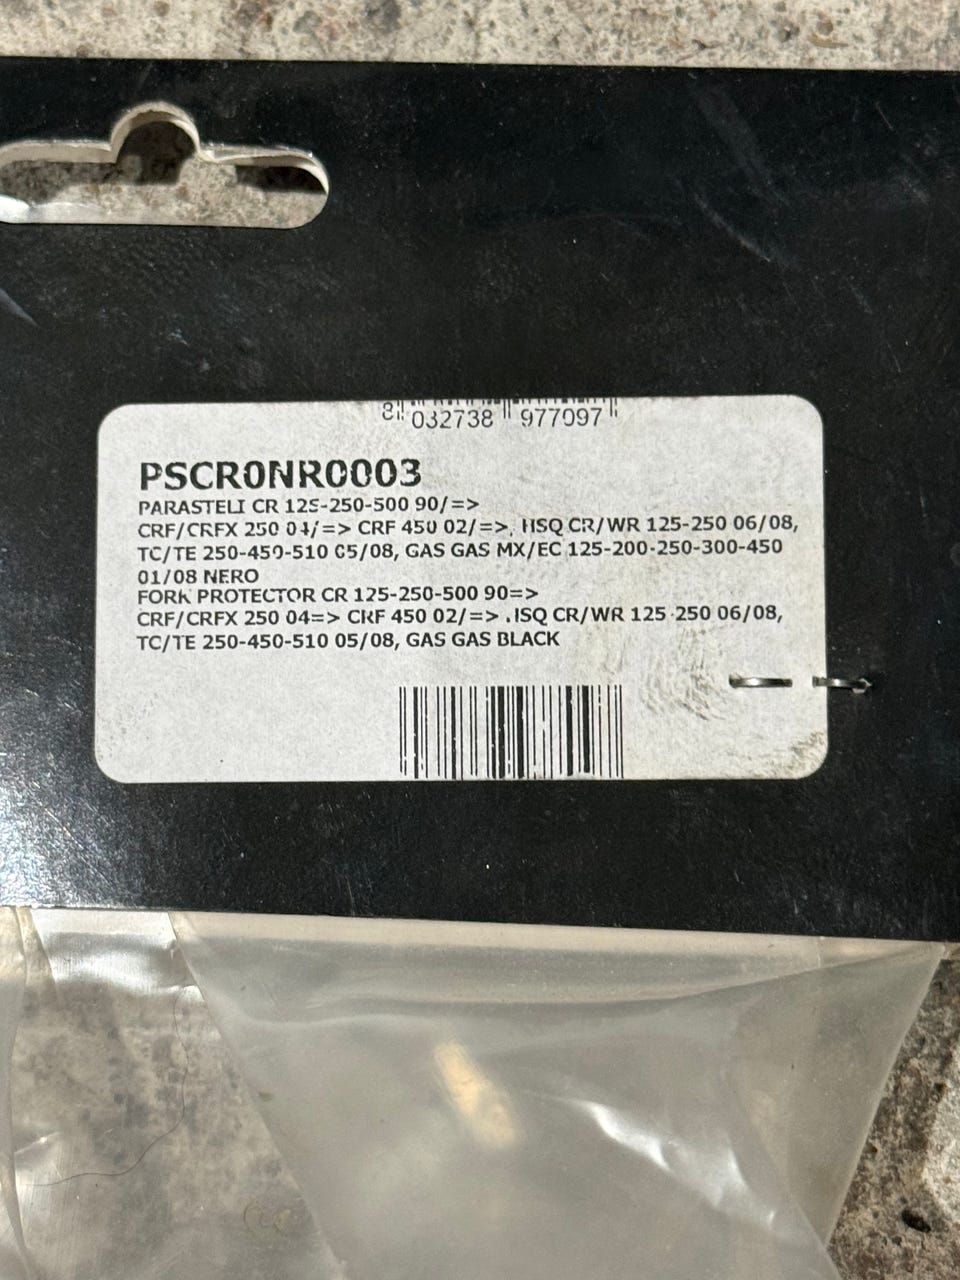 8 032738 977097
PSCR0NR0003
PARASTELI CR 125-250-500 90/=>
CRF/CRFX 250 04/=> CRF 450 02/=>, HSQ CR/WR 125-250 06/08,
TC/TE 250-450-510 05/08, GAS GAS MX/EC 125-200-250-300-450
01/08 NERO
FORK PROTECTOR CR 125-250-500 90=>
CRF/CRFX 250 04=> CRF 450 02/=> .ISQ CR/WR 125-250 06/08,
TC/TE 250-450-510 05/08, GAS GAS BLACK